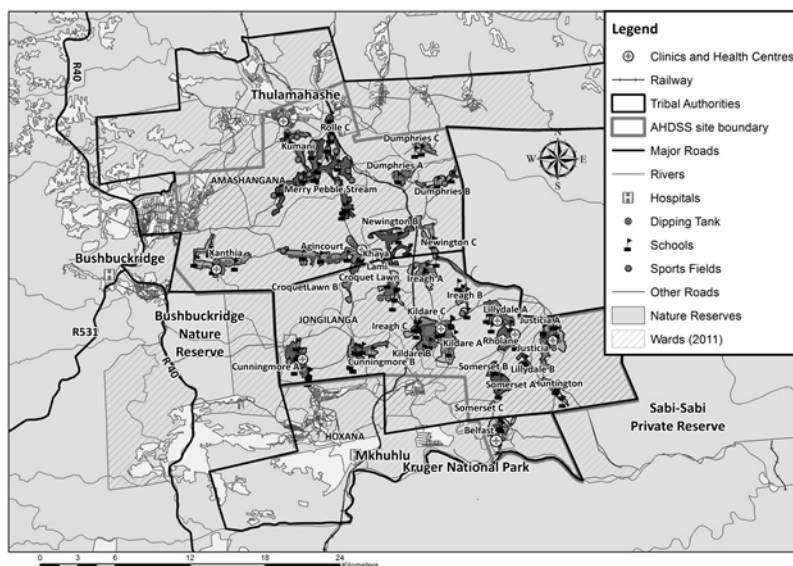 Legend
Clinics and Health Centres
Railway
Tribal Authorities
AHDSS site boundary
Major Roads
Rivers
Hospitals
Dipping Tank
Schools
Sports Fields
Other Roads
Nature Reserves
Wards (2011)
N
W E
S
R40
Thulamahashe
Rolle C
Kumani
Dumphries C
Dumphries A
AMASHANGANA
Merry Pebble Stream
Dumphries B
Newington B
Newington C
Xanthia
Agincourt
Khaya
Lami
Bushbuckridge
Croquet Lawn
Ireagh A
CroquetLawn B
Ireagh B
Bushbuckridge
Nature
Reserve
JONGILANGA
Kildare C
Lillydale A
Justicia A
Ireagh C
R531
Kildare A
Rholane
Justicia B
Kildare B
Cunningmore A
Cunningmore B
Lillydale B
Somerset B
R40
Somerset A
Huntington
Somerset C
Sabi-Sabi
Private Reserve
HOXANA
Belfast
Mkhuhlu
Kruger National Park
0 3 6 12 18 24
Kilometers